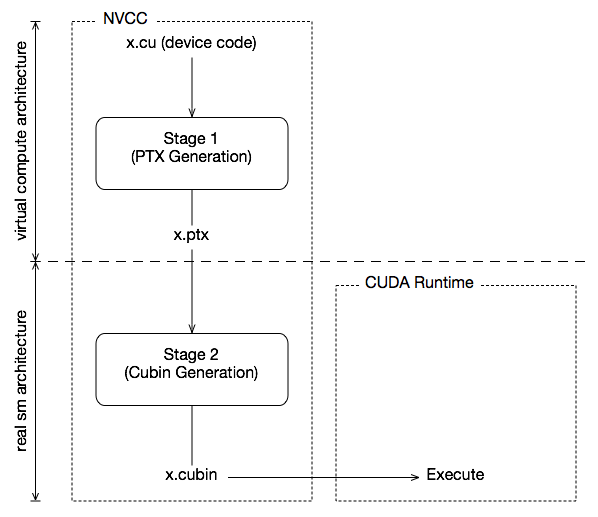 NVCC
x.cu (device code)
virtual compute architecture
Stage 1
(PTX Generation)
x.ptx
CUDA Runtime
real sm architecture
Stage 2
(Cubin Generation)
x.cubin
Execute